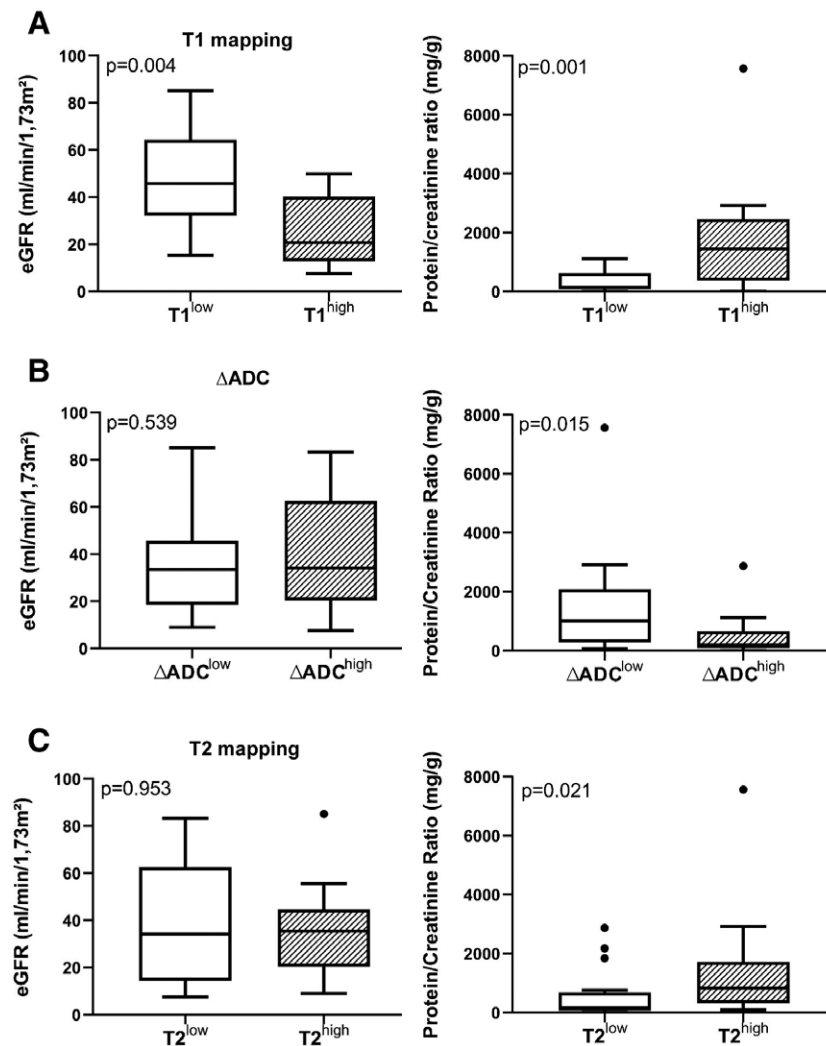 A
T1 mapping
p=0.004
eGFR (ml/min/1,73m²)
100
80
60
40
20
0
T1low
T1high
p=0.001
Protein/creatinine ratio (mg/g)
8000
6000
4000
2000
0
T1low
T1high
B
ΔADC
p=0.539
eGFR (ml/min/1,73m²)
100
80
60
40
20
0
ΔADClow
ΔADChigh
p=0.015
Protein/Creatinine Ratio (mg/g)
8000
6000
4000
2000
0
ΔADClow
ΔADChigh
C
T2 mapping
p=0.953
eGFR (ml/min/1,73m²)
100
80
60
40
20
0
T2low
T2high
p=0.021
Protein/Creatinine Ratio (mg/g)
8000
6000
4000
2000
0
T2low
T2high